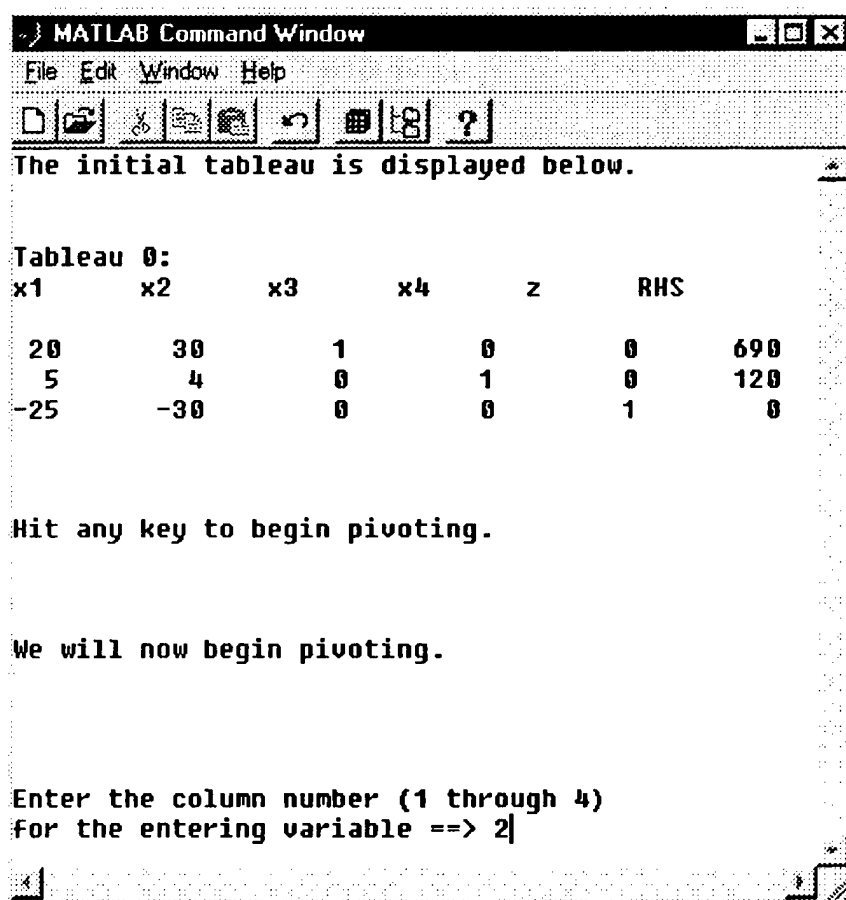 MATLAB Command Window
File Edit Window Help
?
The initial tableau is displayed below.
Tableau 0:
x1 x2 x3 x4 z RHS
20 30 1 0 0 690
5 4 0 1 0 120
-25 -30 0 0 1 0
Hit any key to begin pivoting.
We will now begin pivoting.
Enter the column number (1 through 4)
for the entering variable ==> 2